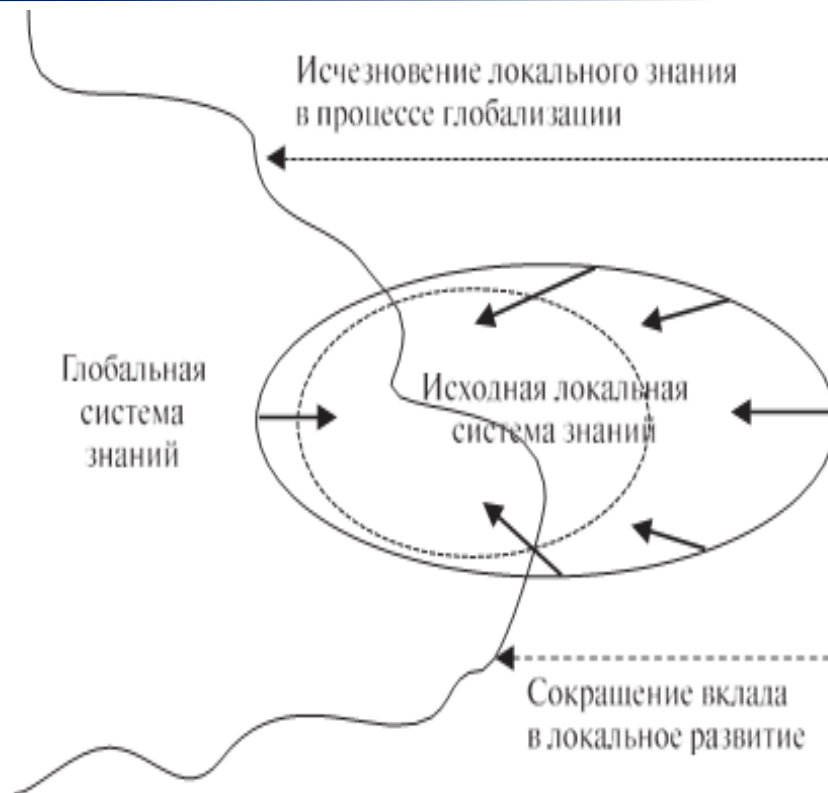 Исчезновение локального знания
в процессе глобализации
Глобальная
система
знаний
Исходная локальная
система знаний
Сокращение вклада
в локальное развитие